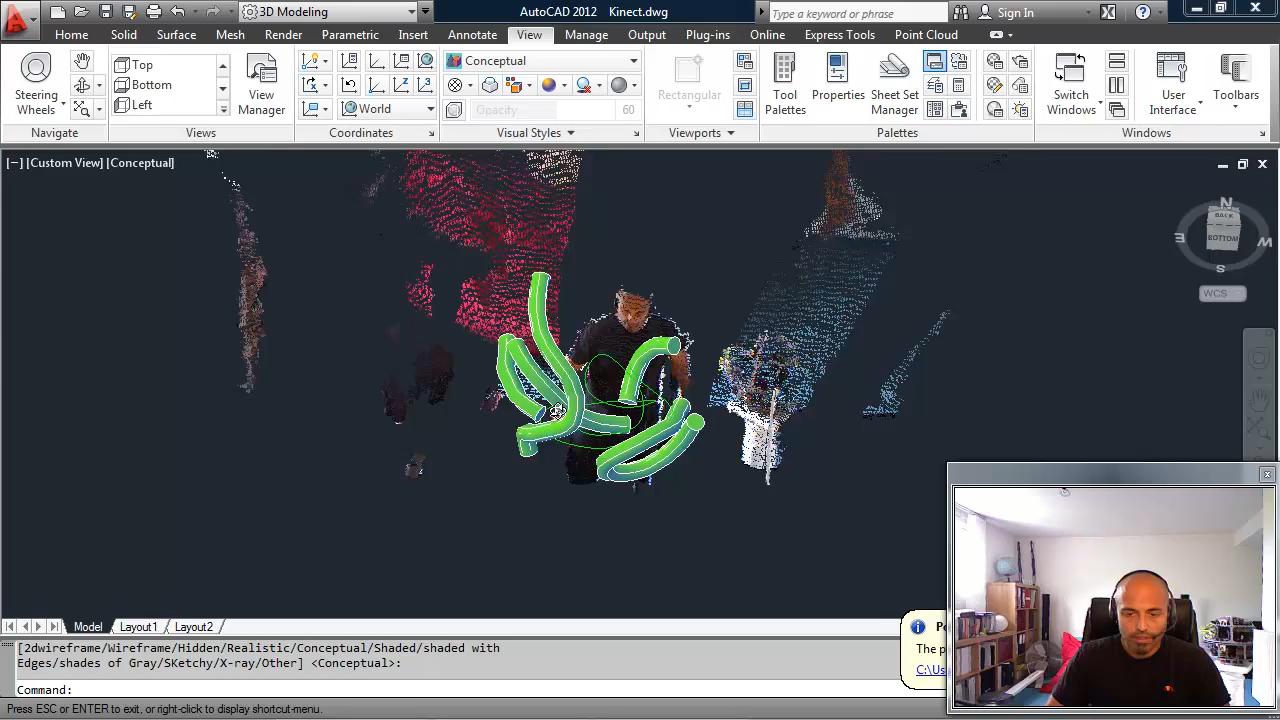 3D Modeling
AutoCAD 2012 Kinect.dwg
Type a keyword or phrase
Sign In
Home Solid Surface Mesh Render Parametric Insert Annotate View Manage Output Plug-ins Online Express Tools Point Cloud
Steering
Wheels
Top
Bottom
Left
View
Manager
World
Conceptual
Opacity 60
Rectangular
Tool
Palettes
Properties
Sheet Set
Manager
Switch
Windows
User
Interface
Toolbars
Navigate Views Coordinates Visual Styles Viewports Palettes Windows
[−] [Custom View] [Conceptual]
N
BACK
E BOTTOM W
S
WCS
Model Layout1 Layout2
[2dwireframe/Wireframe/Hidden/Realistic/Conceptual/Shaded/shaded with
Edges/shades of Gray/SKetchy/X-ray/Other] <Conceptual>:
Command:
The p
C:\Us
Press ESC or ENTER to exit, or right-click to display shortcut-menu.